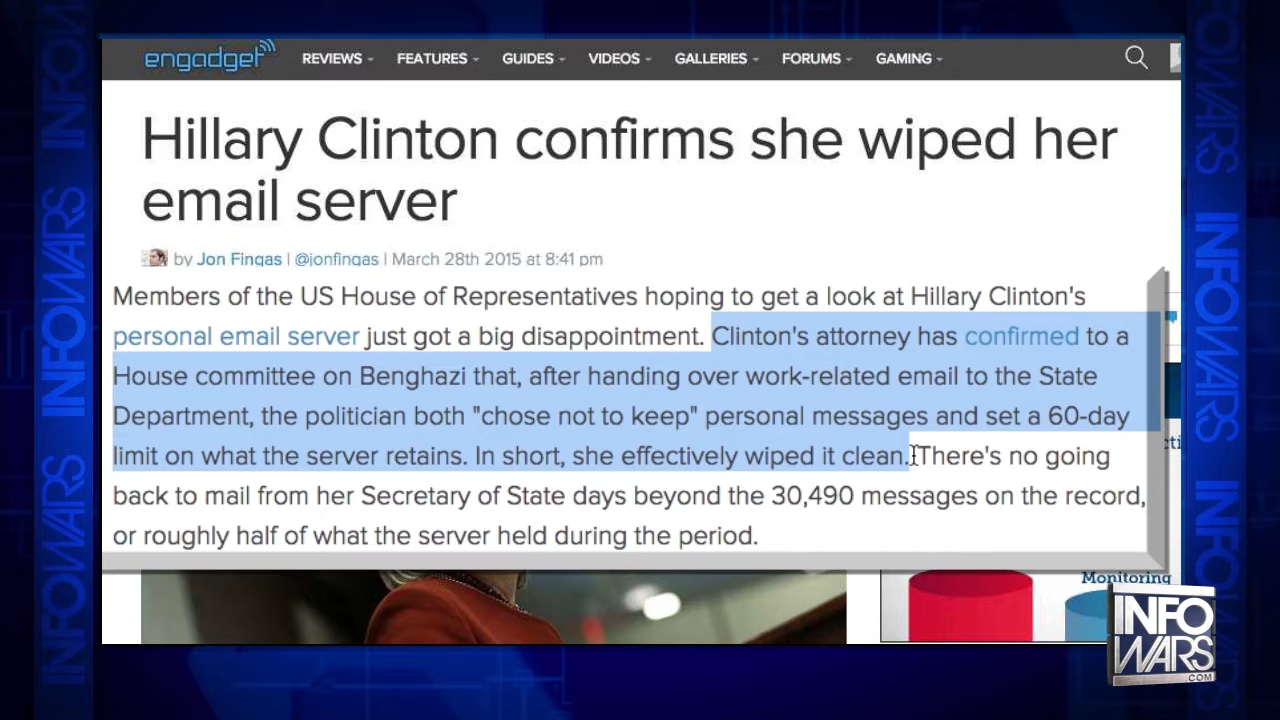 engadget REVIEWS FEATURES GUIDES VIDEOS GALLERIES FORUMS GAMING
Hillary Clinton confirms she wiped her
email server
by Jon Fingas | @jonfingas | March 28th 2015 at 8:41 pm
Members of the US House of Representatives hoping to get a look at Hillary Clinton's
personal email server just got a big disappointment. Clinton's attorney has confirmed to a
House committee on Benghazi that, after handing over work-related email to the State
Department, the politician both "chose not to keep" personal messages and set a 60-day
limit on what the server retains. In short, she effectively wiped it clean. There's no going
back to mail from her Secretary of State days beyond the 30,490 messages on the record,
or roughly half of what the server held during the period.
Monitoring
INFO
WARS
.COM
INFOWARS
INFOWARS
INFOWARS
INFOWARS